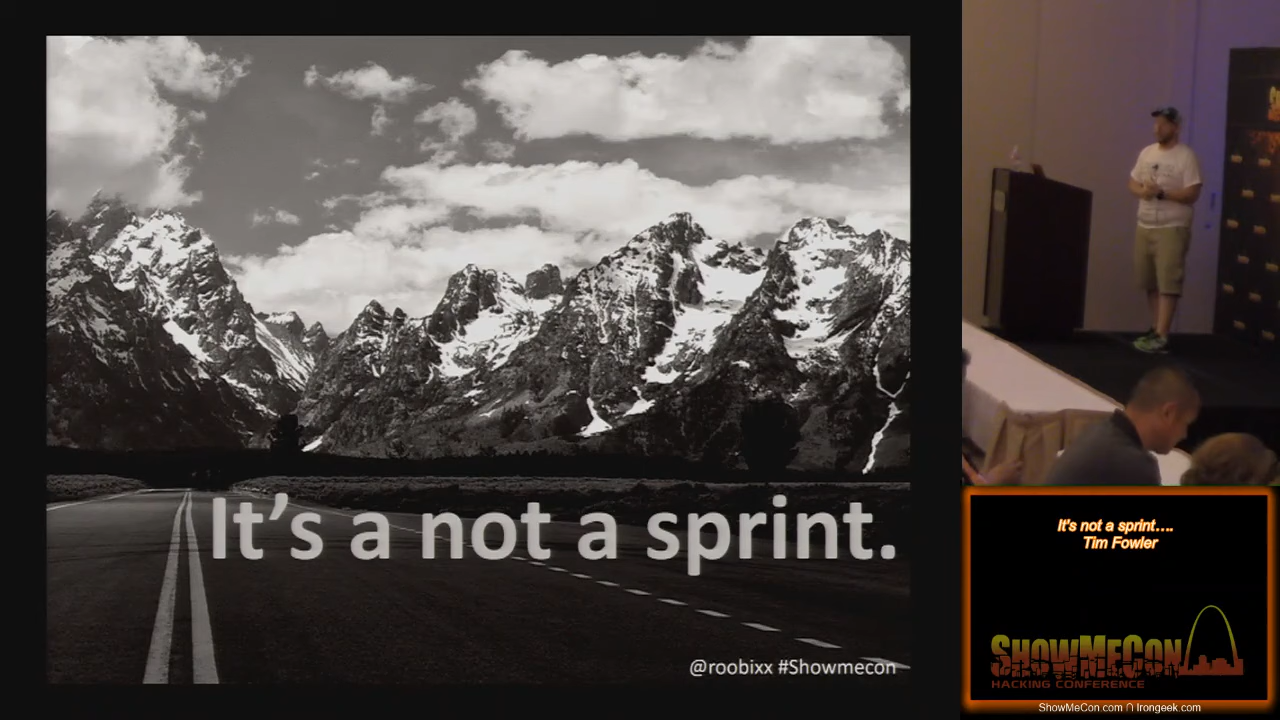 It's a not a sprint.
@roobixx #Showmecon
It's not a sprint....
Tim Fowler
ShowMeCon
HACKING CONFERENCE
ShowMeCon.com ∩ Irongeek.com